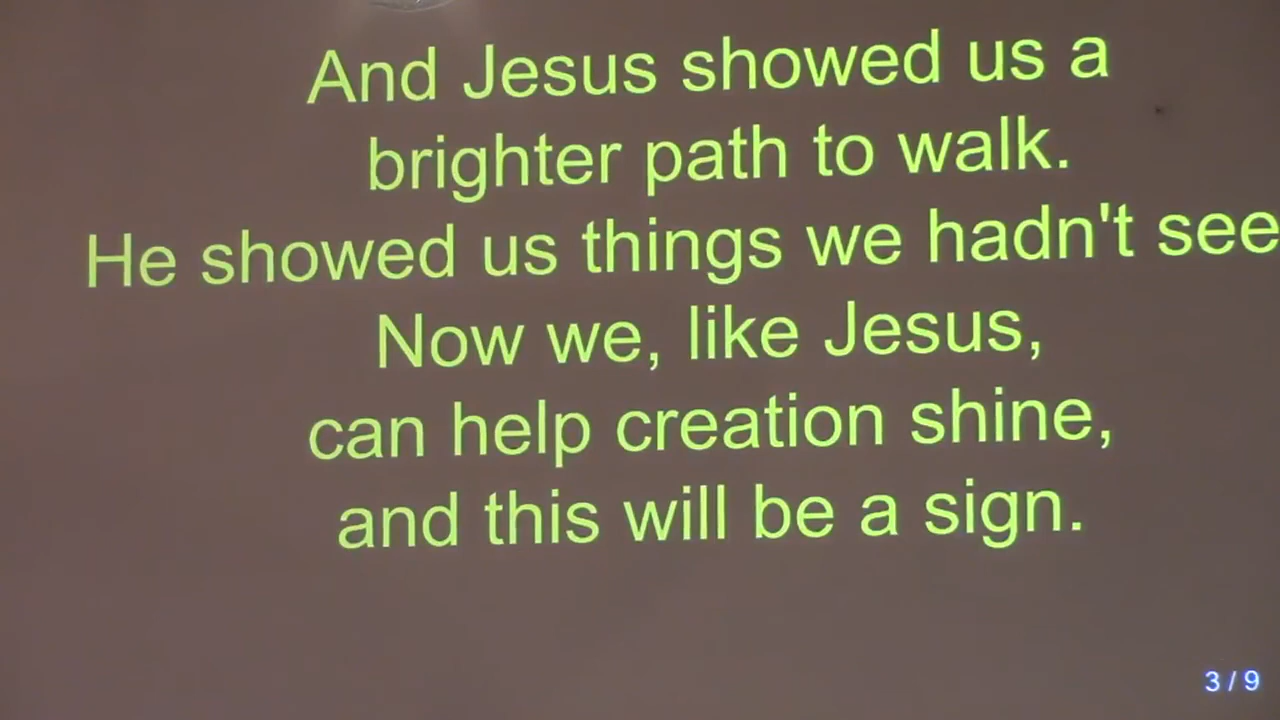 And Jesus showed us a
brighter path to walk.
He showed us things we hadn't see
Now we, like Jesus,
can help creation shine,
and this will be a sign.
3 / 9